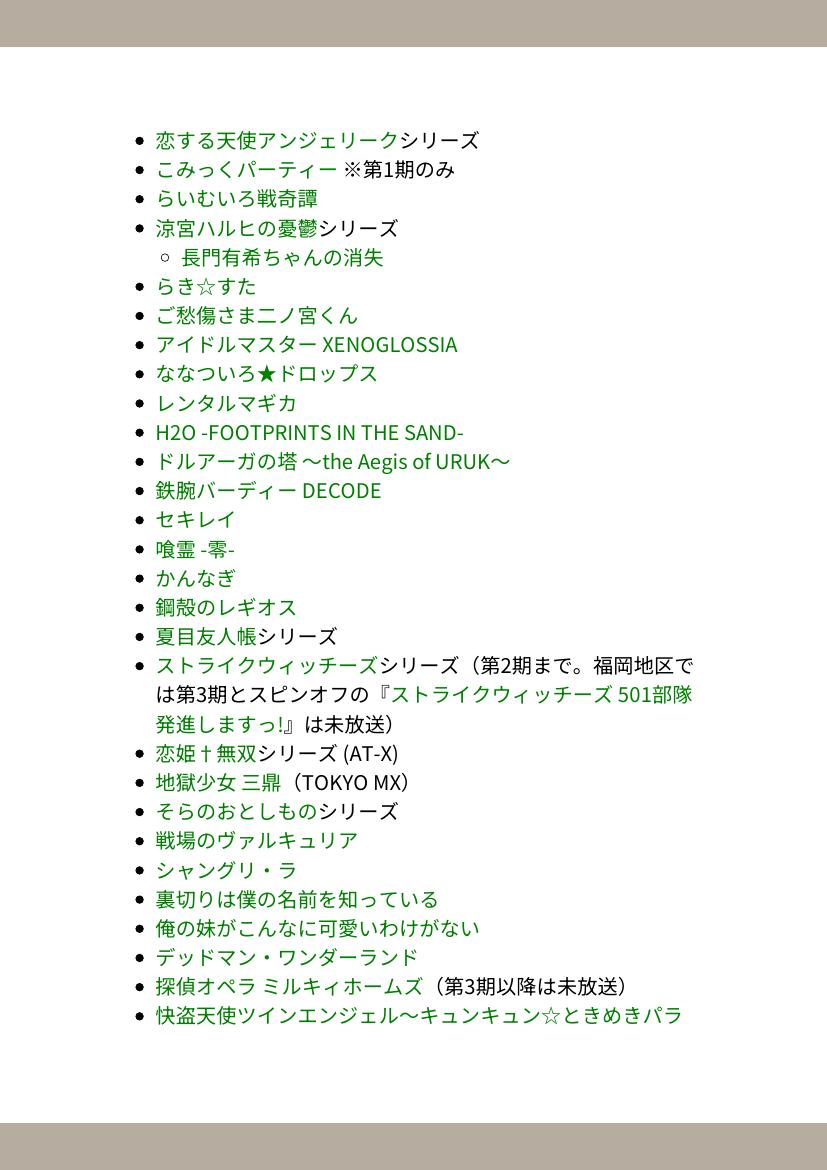 恋する天使アンジェリークシリーズ
こみっくパーティー ※第1期のみ
らいむいろ戦奇譚
涼宮ハルヒの憂鬱シリーズ
長門有希ちゃんの消失
らき☆すた
ご愁傷さま二ノ宮くん
アイドルマスター XENOGLOSSIA
ななついろ★ドロップス
レンタルマギカ
H2O -FOOTPRINTS IN THE SAND-
ドルアーガの塔 〜the Aegis of URUK〜
鉄腕バーディー DECODE
セキレイ
喰霊 -零-
かんなぎ
鋼殻のレギオス
夏目友人帳シリーズ
ストライクウィッチーズシリーズ（第2期まで。福岡地区で
は第3期とスピンオフの『ストライクウィッチーズ 501部隊
発進しますっ!』は未放送）
恋姫†無双シリーズ (AT-X)
地獄少女 三鼎（TOKYO MX）
そらのおとしものシリーズ
戦場のヴァルキュリア
シャングリ・ラ
裏切りは僕の名前を知っている
俺の妹がこんなに可愛いわけがない
デッドマン・ワンダーランド
探偵オペラ ミルキィホームズ（第3期以降は未放送）
快盗天使ツインエンジェル〜キュンキュン☆ときめきパラ